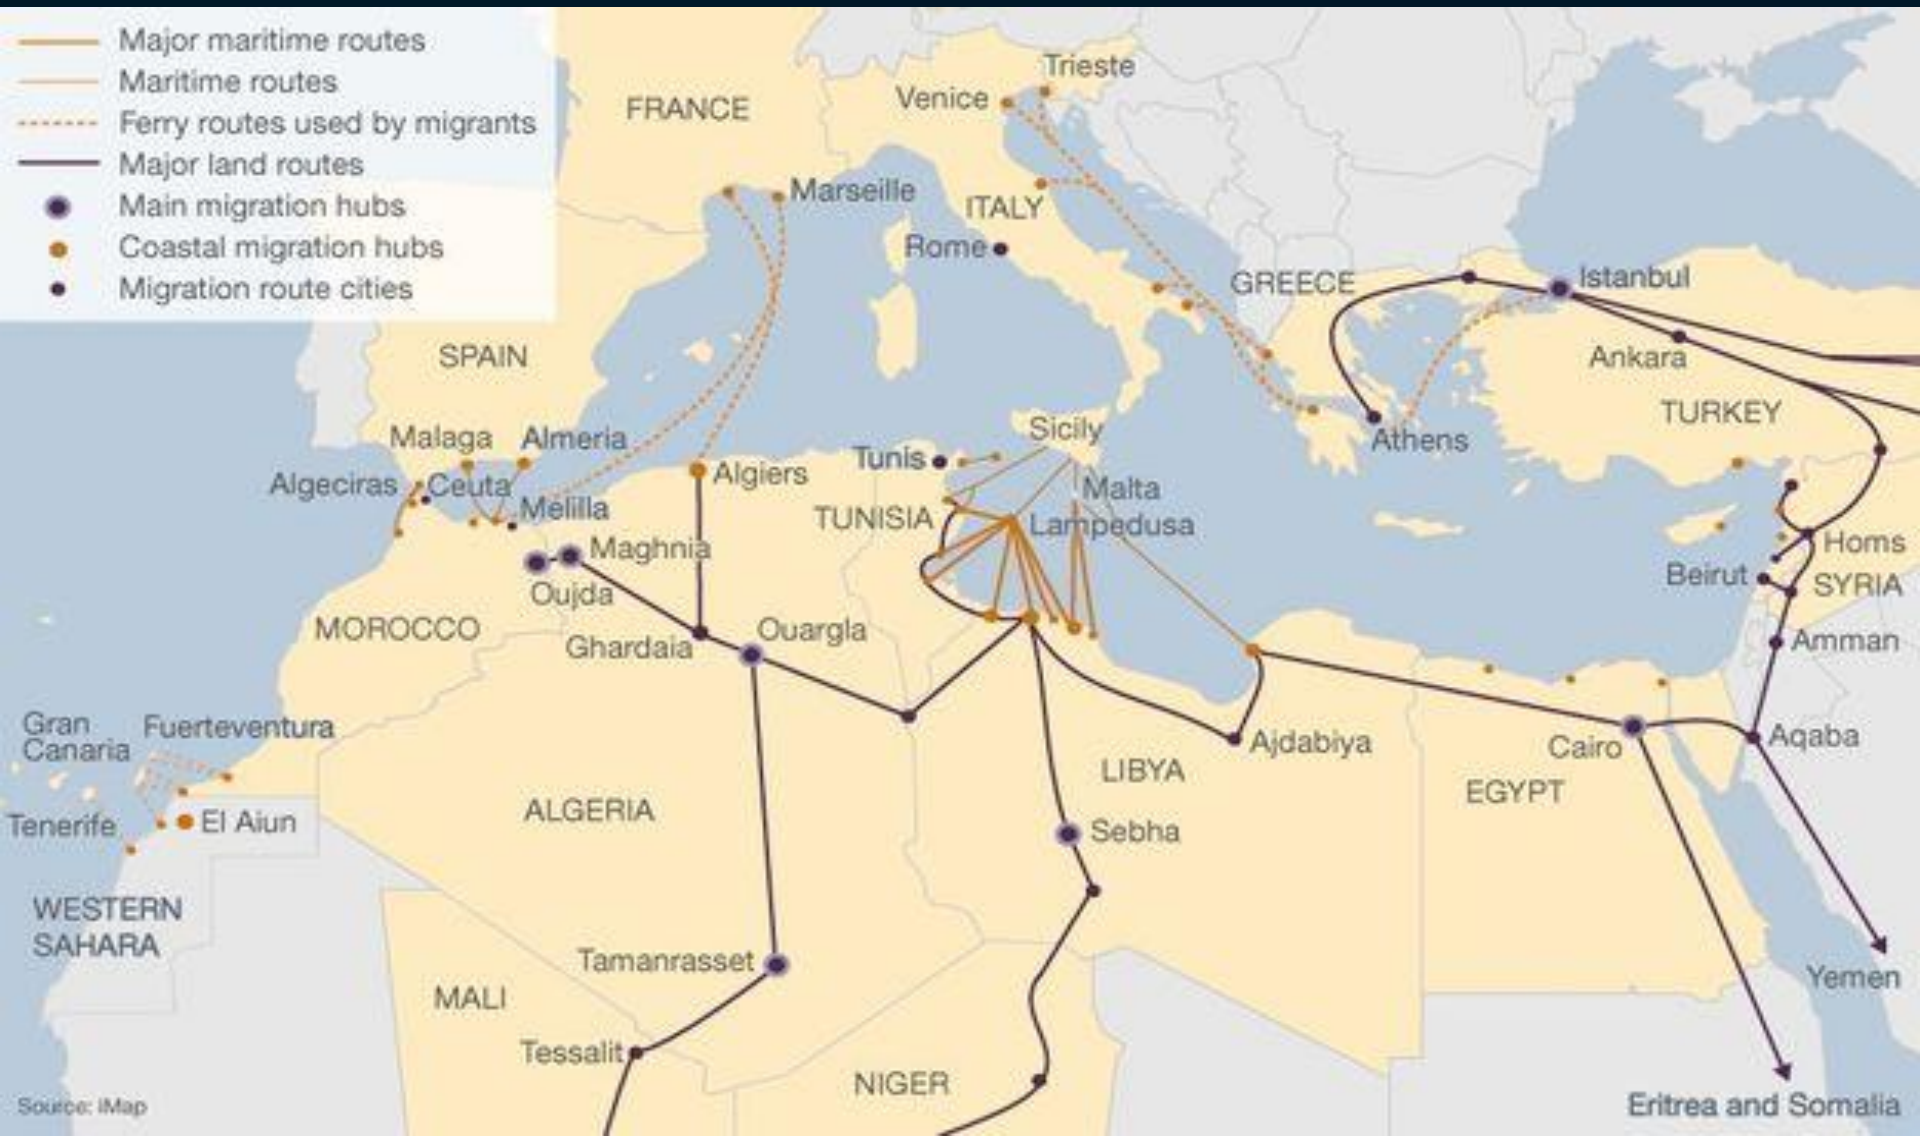 Major maritime routes
Maritime routes
Ferry routes used by migrants
Major land routes
Main migration hubs
Coastal migration hubs
Migration route cities
Trieste
Venice
FRANCE
Marseille
ITALY
Rome
GREECE
Istanbul
Ankara
SPAIN
TURKEY
Sicily
Athens
Malaga
Almeria
Tunis
Algiers
Algeciras
Ceuta
Malta
Melilla
TUNISIA
Lampedusa
Maghnia
Homs
Beirut
SYRIA
Oujda
MOROCCO
Ouargla
Ghardaia
Amman
Gran
Canaria
Fuerteventura
Ajdabiya
Cairo
Aqaba
LIBYA
EGYPT
ALGERIA
Tenerife
El Aiun
Sebha
WESTERN
SAHARA
Tamanrasset
Yemen
MALI
Tessalit
NIGER
Source: iMap
Eritrea and Somalia